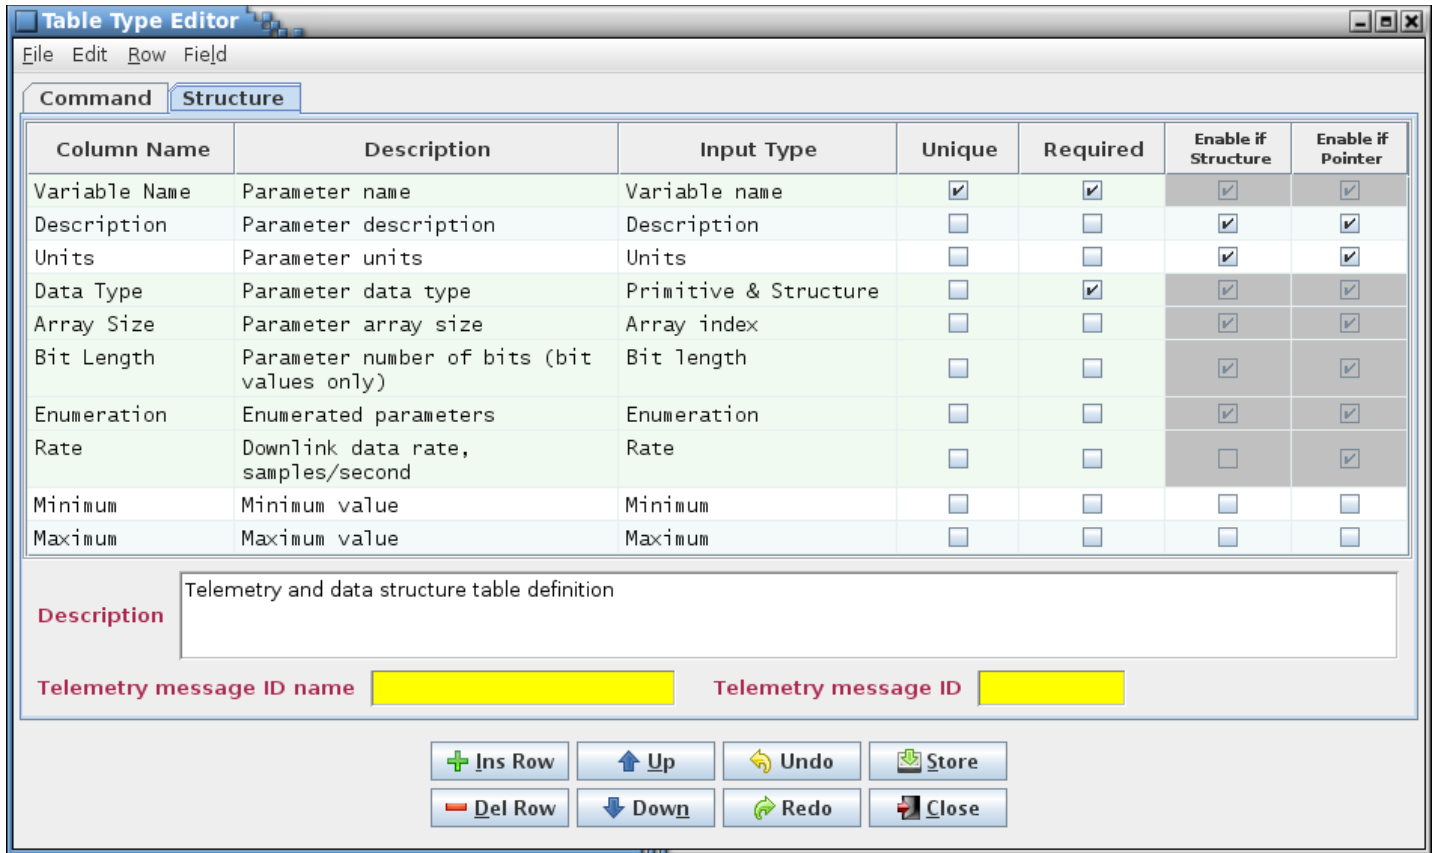 Table Type Editor
File Edit Row Field
Command Structure
Column Name Description Input Type Unique Required Enable if Structure Enable if Pointer
Variable Name Parameter name Variable name
Description Parameter description Description
Units Parameter units Units
Data Type Parameter data type Primitive & Structure
Array Size Parameter array size Array index
Bit Length Parameter number of bits (bit Bit length
values only)
Enumeration Enumerated parameters Enumeration
Rate Downlink data rate, Rate
samples/second
Minimum Minimum value Minimum
Maximum Maximum value Maximum
Telemetry and data structure table definition
Description
Telemetry message ID name Telemetry message ID
Ins Row Up Undo Store
Del Row Down Redo Close